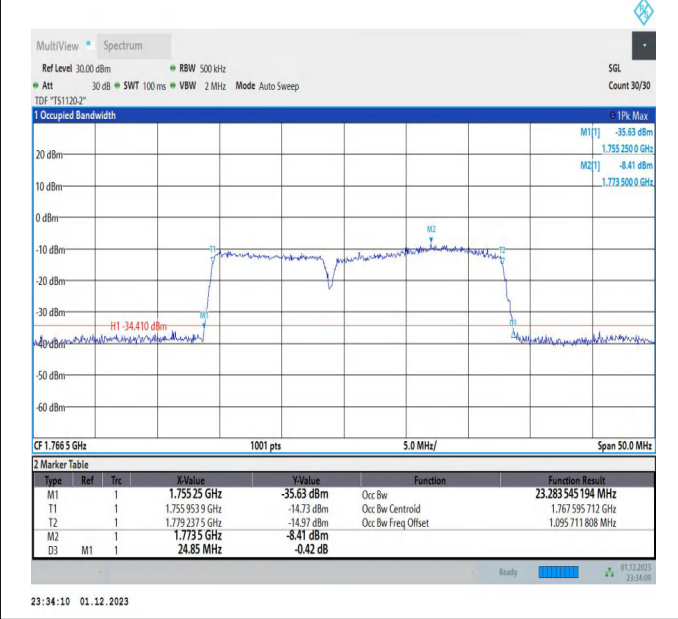 R S
MultiView Spectrum
Ref Level 30.00 dBm RBW 500 kHz SGL
Att 30 dB SWT 100 ms VBW 2 MHz Mode Auto Sweep Count 30/30
TDF "TS1120-2"
1 Occupied Bandwidth 1Pk Max
M1[1] -35.63 dBm
1.755 250 0 GHz
M2[1] -8.41 dBm
1.773 500 0 GHz
20 dBm
10 dBm
0 dBm
M2
-10 dBm
T1
T2
-20 dBm
-30 dBm
M1
H1 -34.410 dBm
D3
-40 dBm
-50 dBm
-60 dBm
CF 1.766 5 GHz 1001 pts 5.0 MHz/ Span 50.0 MHz
2 Marker Table
Type Ref Trc X-Value Y-Value Function Function Result
M1 1 1.755 25 GHz -35.63 dBm Occ Bw 23.283 545 194 MHz
T1 1 1.755 953 9 GHz -14.73 dBm Occ Bw Centroid 1.767 595 712 GHz
T2 1 1.779 237 5 GHz -14.97 dBm Occ Bw Freq Offset 1.095 711 808 MHz
M2 1 1.773 5 GHz -8.41 dBm
D3 M1 1 24.85 MHz -0.42 dB
Ready 01.12.2023
23:34:09
23:34:10 01.12.2023